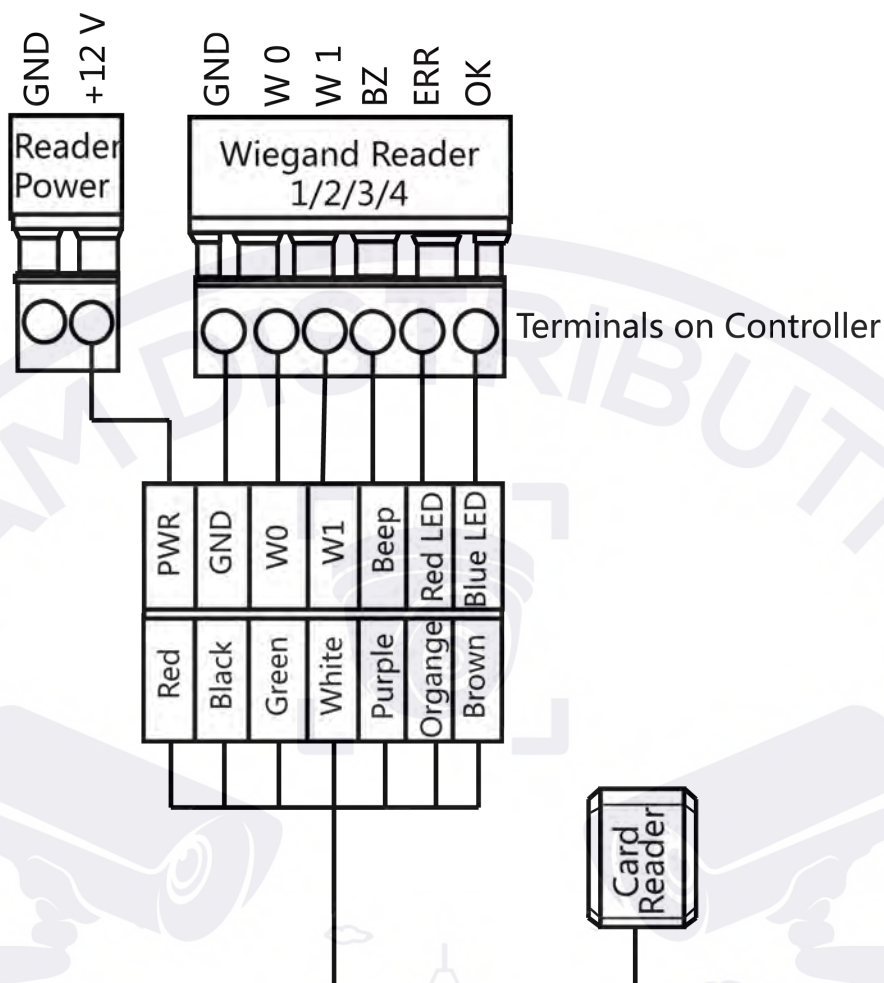 GND
+12 V
GND
W 0
W 1
BZ
ERR
OK
Reader
Power
Wiegand Reader
1/2/3/4
Terminals on Controller
PWR
GND
W0
W1
Beep
Red LED
Blue LED
Red
Black
Green
White
Purple
Organge
Brown
Card
Reader